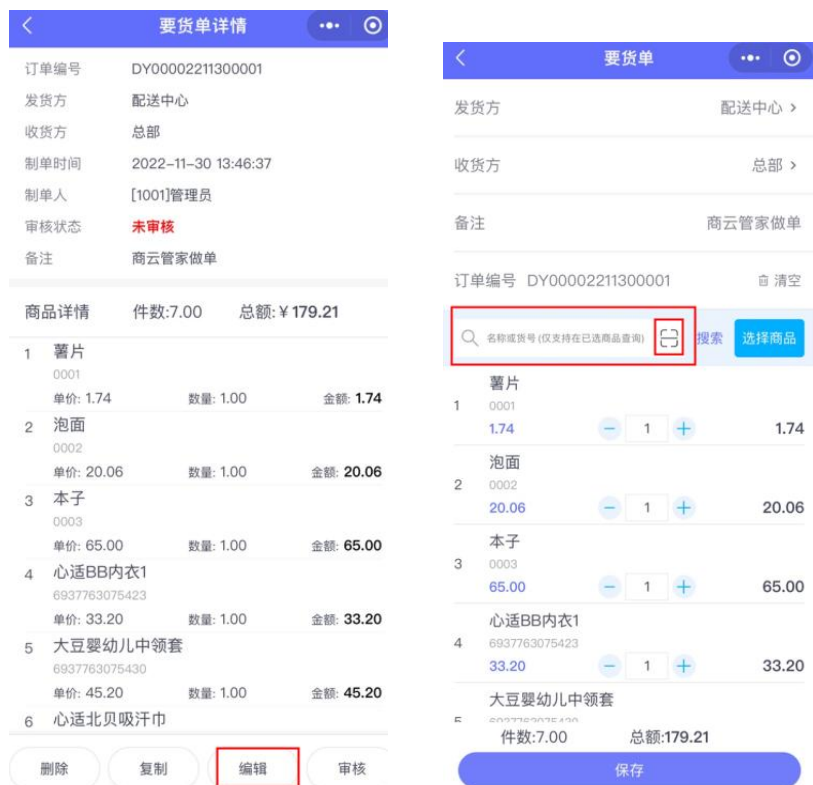 要货单详情
订单编号 DY00002211300001
发货方 配送中心
收货方 总部
制单时间 2022-11-30 13:46:37
制单人 [1001]管理员
审核状态 未审核
备注 商云管家做单
商品详情 件数:7.00 总额:¥179.21
1 薯片
0001
单价: 1.74 数量: 1.00 金额: 1.74
2 泡面
0002
单价: 20.06 数量: 1.00 金额: 20.06
3 本子
0003
单价: 65.00 数量: 1.00 金额: 65.00
4 心适BB内衣1
6937763075423
单价: 33.20 数量: 1.00 金额: 33.20
5 大豆婴幼儿中领套
6937763075430
单价: 45.20 数量: 1.00 金额: 45.20
6 心适北贝吸汗巾
删除 复制 编辑 审核
要货单
发货方 配送中心 >
收货方 总部 >
备注 商云管家做单
订单编号 DY00002211300001 清空
名称或货号(仅支持在已选商品查询) 搜索 选择商品
薯片
1 0001
1.74 − 1 + 1.74
泡面
2 0002
20.06 − 1 + 20.06
本子
3 0003
65.00 − 1 + 65.00
心适BB内衣1
4 6937763075423
33.20 − 1 + 33.20
大豆婴幼儿中领套
件数:7.00 总额:179.21
保存